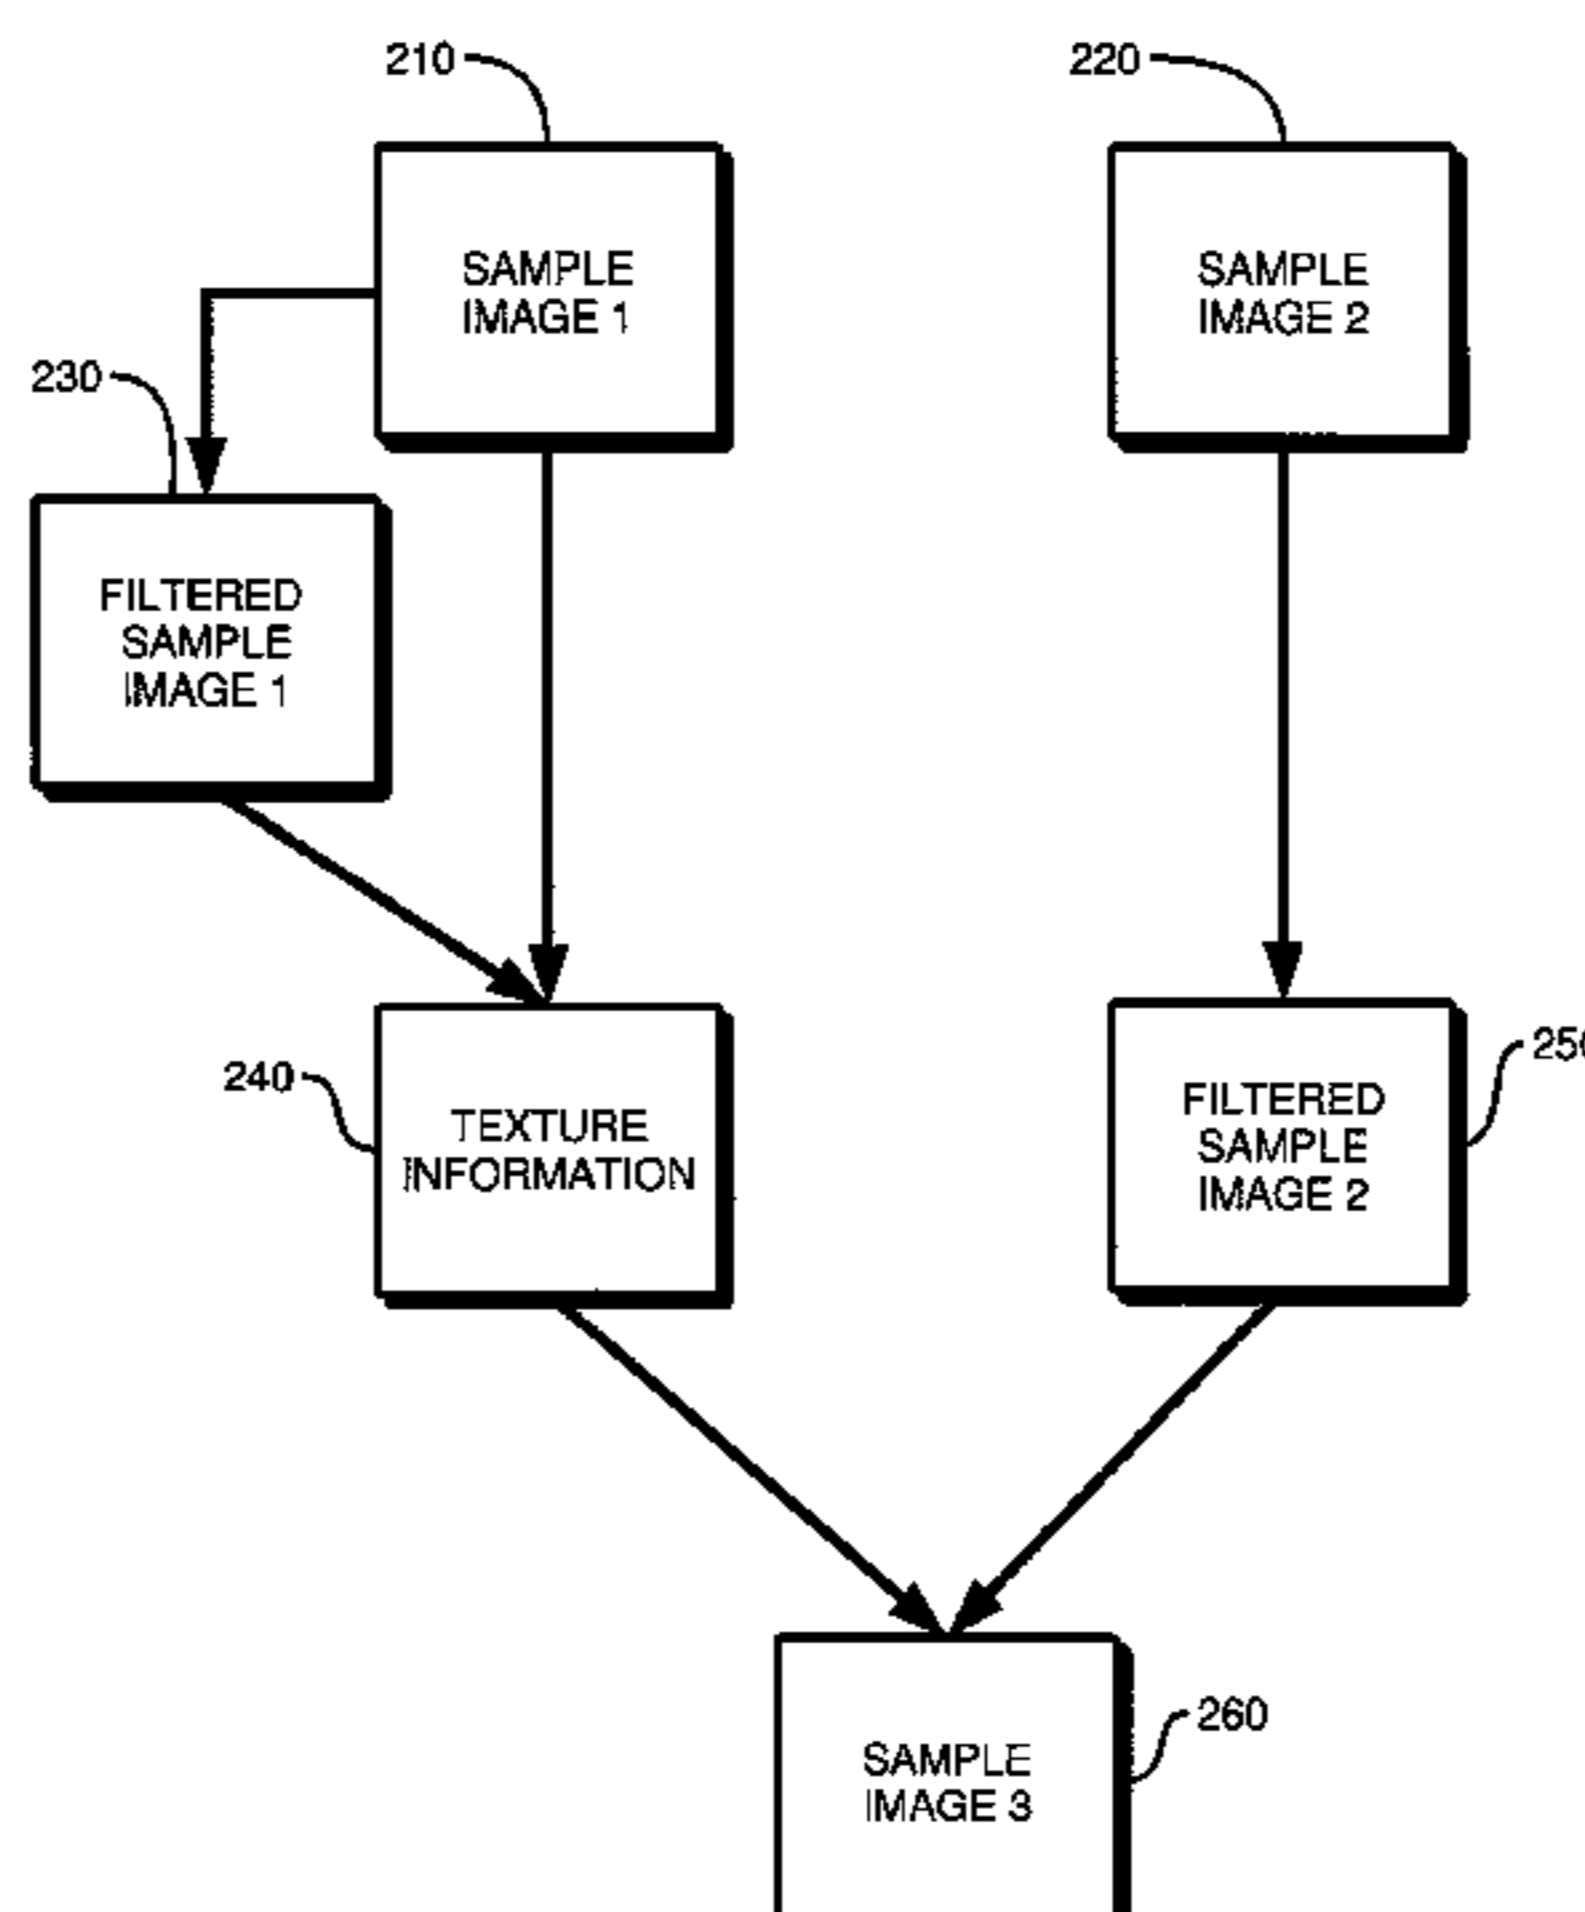 210
220
SAMPLE
IMAGE 1
SAMPLE
IMAGE 2
230
FILTERED
SAMPLE
IMAGE 1
240
TEXTURE
INFORMATION
FILTERED
SAMPLE
IMAGE 2
260
SAMPLE
IMAGE 3